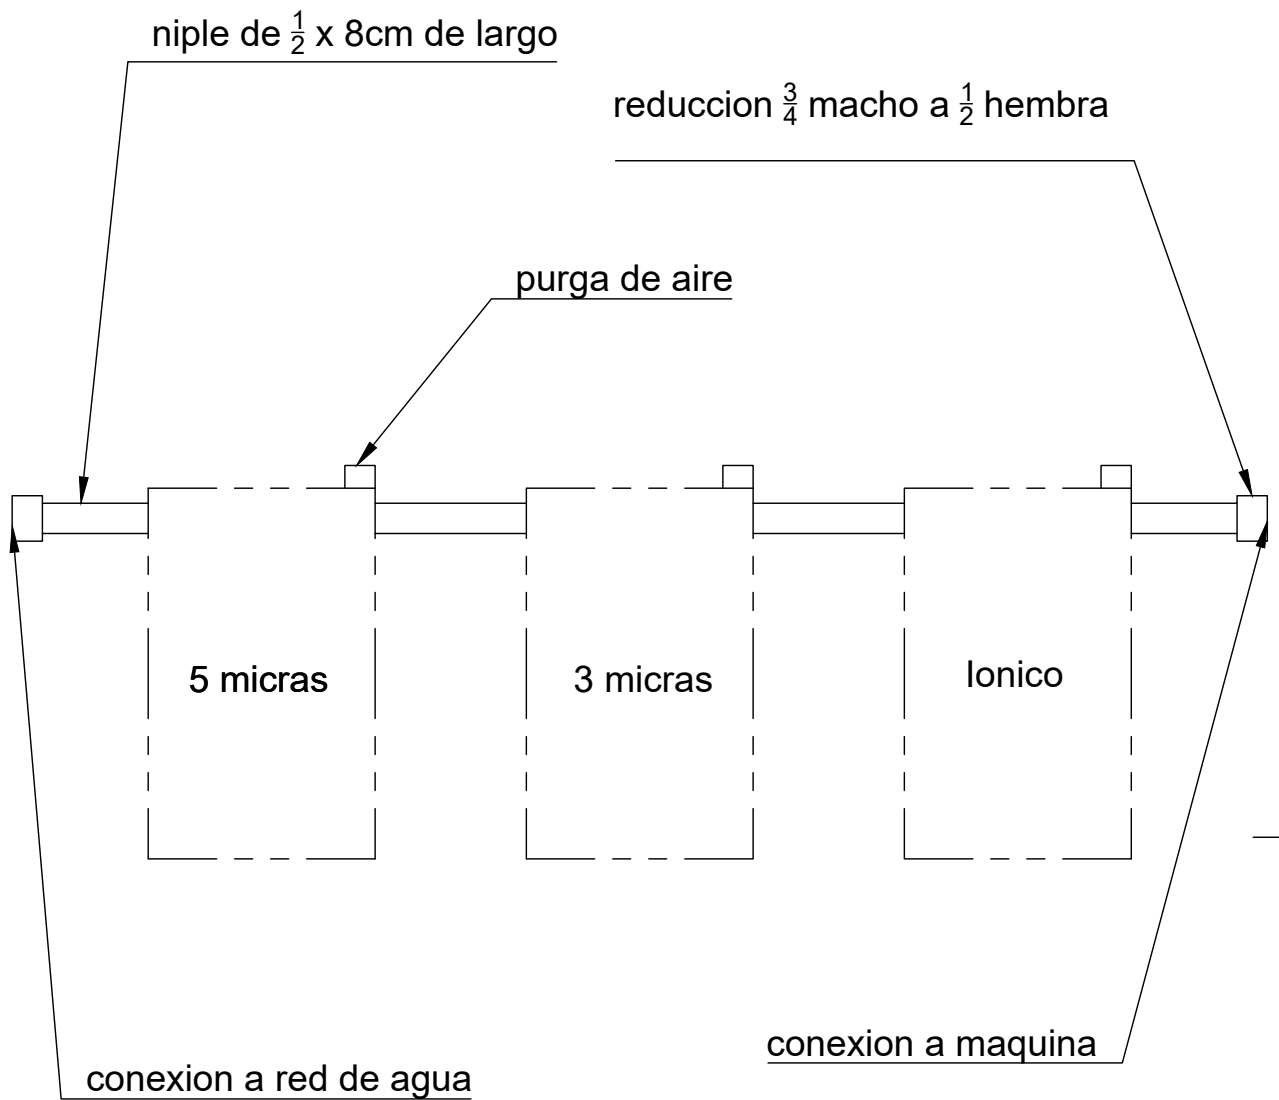 niple de 1/2 x 8cm de largo
reduccion 3/4 macho a 1/2 hembra
purga de aire
5 micras
3 micras
Ionico
conexion a maquina
conexion a red de agua